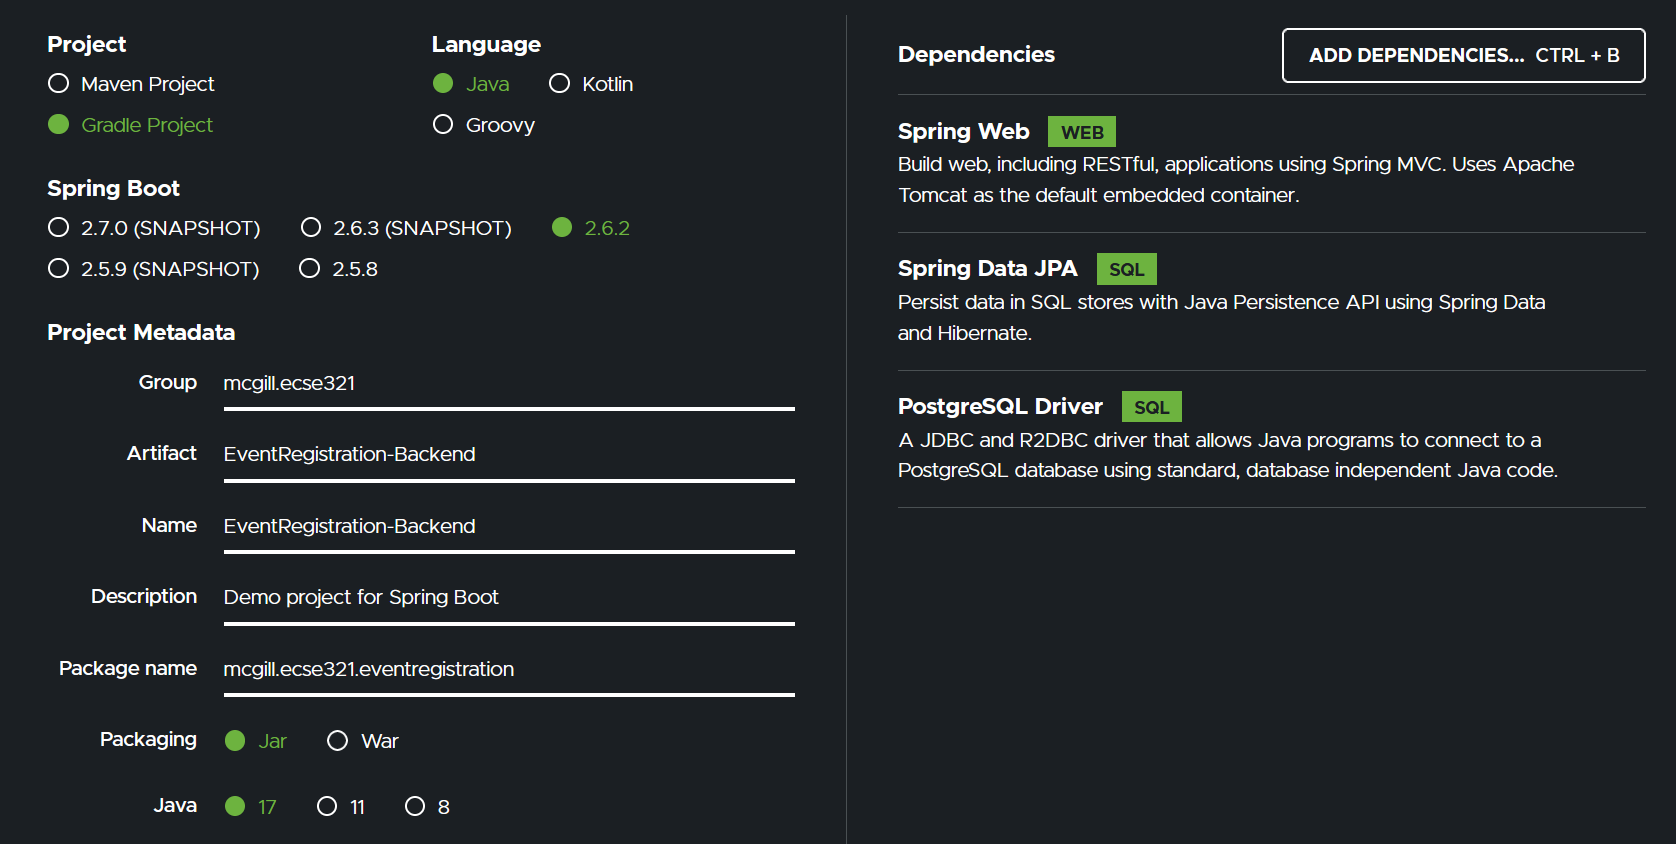 Project
Maven Project
Gradle Project
Language
Java Kotlin
Groovy
Spring Boot
2.7.0 (SNAPSHOT) 2.6.3 (SNAPSHOT) 2.6.2
2.5.9 (SNAPSHOT) 2.5.8
Project Metadata
Group mcgill.ecse321
Artifact EventRegistration-Backend
Name EventRegistration-Backend
Description Demo project for Spring Boot
Package name mcgill.ecse321.eventregistration
Packaging Jar War
Java 17 11 8
Dependencies ADD DEPENDENCIES... CTRL + B
Spring Web WEB
Build web, including RESTful, applications using Spring MVC. Uses Apache
Tomcat as the default embedded container.
Spring Data JPA SQL
Persist data in SQL stores with Java Persistence API using Spring Data
and Hibernate.
PostgreSQL Driver SQL
A JDBC and R2DBC driver that allows Java programs to connect to a
PostgreSQL database using standard, database independent Java code.